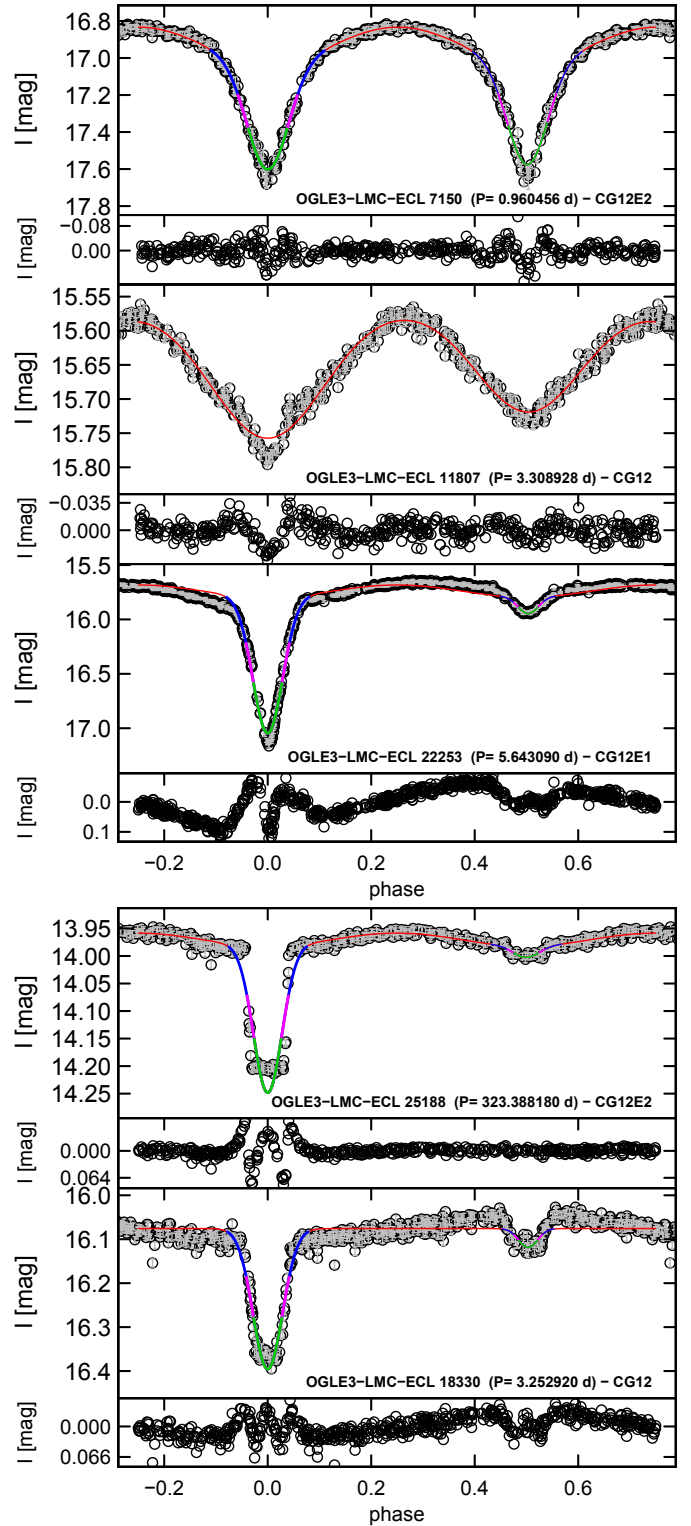 16.8
17.0
17.2
17.4
17.6
17.8
I [mag]
OGLE3−LMC−ECL 7150 (P= 0.960456 d) − CG12E2
−0.08
0.00
I [mag]
15.55
15.60
15.65
15.70
15.75
15.80
I [mag]
OGLE3−LMC−ECL 11807 (P= 3.308928 d) − CG12
−0.035
0.000
I [mag]
15.5
16.0
16.5
17.0
I [mag]
OGLE3−LMC−ECL 22253 (P= 5.643090 d) − CG12E1
0.0
0.1
I [mag]
−0.2 0.0 0.2 0.4 0.6
phase
13.95
14.00
14.05
14.10
14.15
14.20
14.25
I [mag]
OGLE3−LMC−ECL 25188 (P= 323.388180 d) − CG12E2
0.000
0.064
I [mag]
16.0
16.1
16.2
16.3
16.4
I [mag]
OGLE3−LMC−ECL 18330 (P= 3.252920 d) − CG12
0.000
0.066
I [mag]
−0.2 0.0 0.2 0.4 0.6
phase